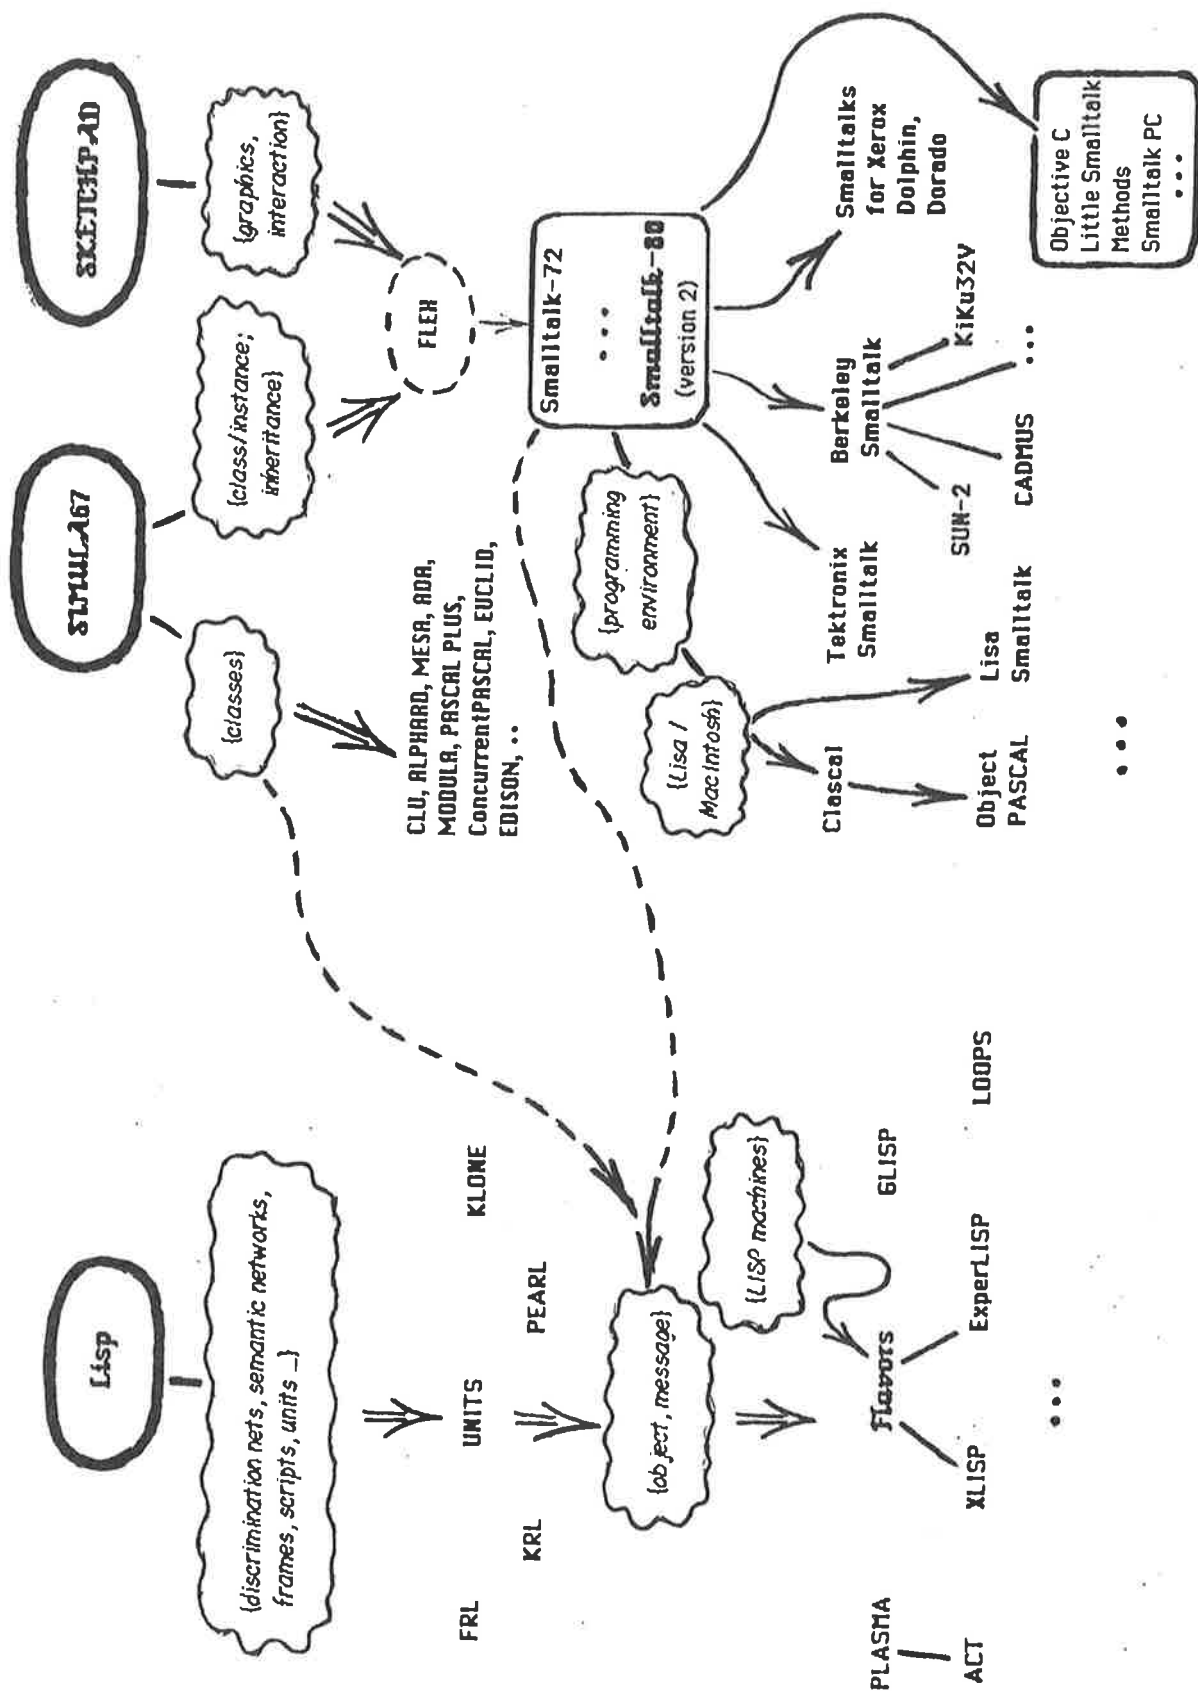 Lisp
SIMULA67
SKETCHPAD
{discrimination nets, semantic networks,
frames, scripts, units _}
{classes}
{class/instance;
inheritance}
{graphics,
interaction}
FLEX
CLU, ALPHARD, MESA, ADA,
MODULA, PASCAL PLUS,
ConcurrentPASCAL, EUCLID,
EDISON, ..
FRL
UNITS
KLONE
KRL
PEARL
Smalltalk-72
...
Smalltalk-80
(version 2)
{object, message}
{programming
environment}
{Lisa /
MacIntosh}
{LISP machines}
PLASMA
ACT
Flavors
GLISP
XLISP
ExperLISP
LOOPS
...
Clascal
Object
PASCAL
Lisa
Smalltalk
...
Tektronix
Smalltalk
Berkeley
Smalltalk
SUN-2
CADMUS
...
KiKu32V
Smalltalks
for Xerox
Dolphin,
Dorado
Objective C
Little Smalltalk
Methods
Smalltalk PC
...